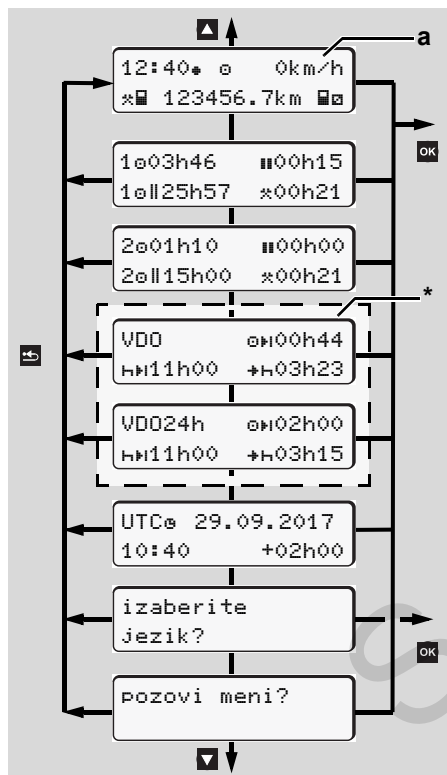 a
12:40 0km/h
123456.7km
OK
1 03h46 00h15
1 25h57 00h21
2 01h10 00h00
2 15h00 00h21
*
VDO 00h44
11h00 03h23
VDO24h 02h00
11h00 03h15
UTC 29.09.2017
10:40 +02h00
izaberite
jezik?
OK
pozovi meni?